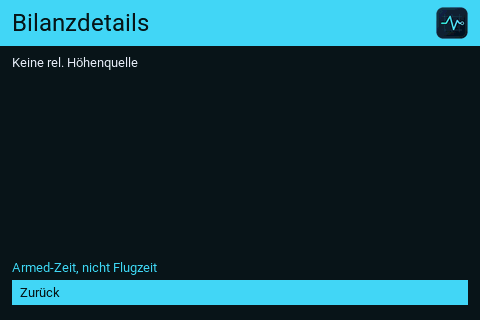 Bilanzdetails
Keine rel. Höhenquelle
Armed-Zeit, nicht Flugzeit
Zurück